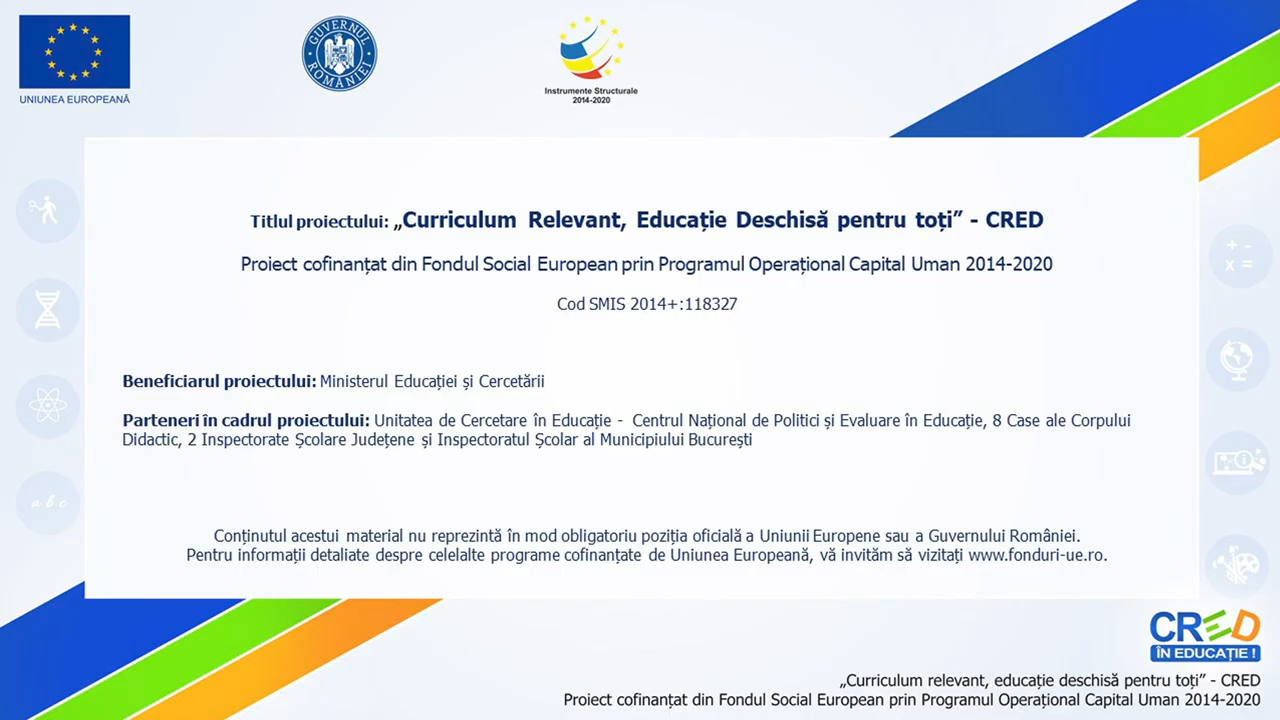 UNIUNEA EUROPEANĂ
GUVERNUL ROMÂNIEI
Instrumente Structurale
2014-2020
Titlul proiectului: „Curriculum Relevant, Educație Deschisă pentru toți” - CRED
Proiect cofinanțat din Fondul Social European prin Programul Operațional Capital Uman 2014-2020
Cod SMIS 2014+:118327
Beneficiarul proiectului: Ministerul Educației și Cercetării
Parteneri în cadrul proiectului: Unitatea de Cercetare în Educație - Centrul Național de Politici și Evaluare în Educație, 8 Case ale Corpului
Didactic, 2 Inspectorate Școlare Județene și Inspectoratul Școlar al Municipiului București
Conținutul acestui material nu reprezintă în mod obligatoriu poziția oficială a Uniunii Europene sau a Guvernului României.
Pentru informații detaliate despre celelalte programe cofinanțate de Uniunea Europeană, vă invităm să vizitați www.fonduri-ue.ro.
a b c
CRED
ÎN EDUCAȚIE !
„Curriculum relevant, educație deschisă pentru toți” - CRED
Proiect cofinanțat din Fondul Social European prin Programul Operațional Capital Uman 2014-2020